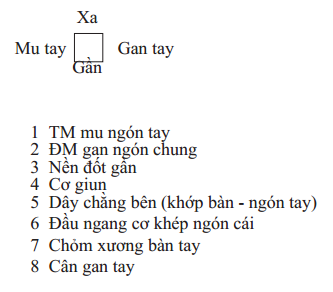 Xa
Mu tay Gan tay
Gần
1 TM mu ngón tay
2 ĐM gan ngón chung
3 Nền đốt gần
4 Cơ giun
5 Dây chằng bên (khớp bàn - ngón tay)
6 Đầu ngang cơ khép ngón cái
7 Chỏm xương bàn tay
8 Cân gan tay